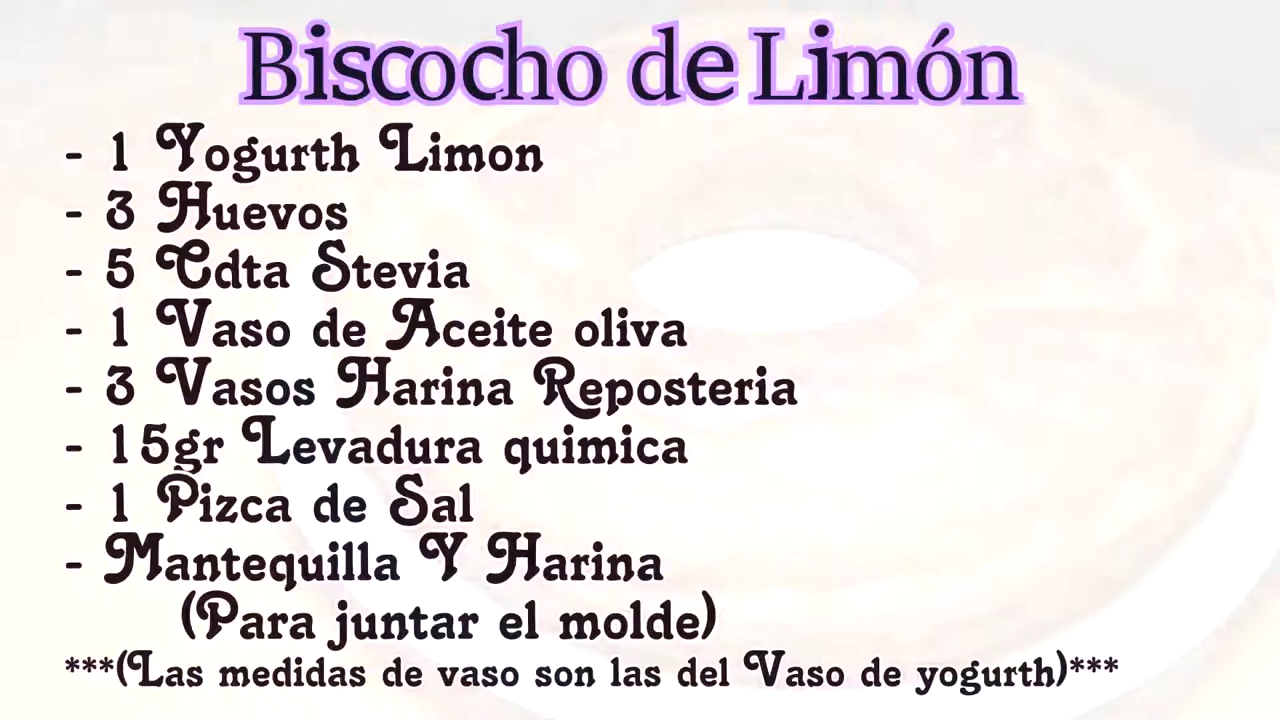 Biscocho de Limón
- 1 Yogurth Limon
- 3 Huevos
- 5 Cdta Stevia
- 1 Vaso de Aceite oliva
- 3 Vasos Harina Reposteria
- 15gr Levadura quimica
- 1 Pizca de Sal
- Mantequilla Y Harina
(Para juntar el molde)
***(Las medidas de vaso son las del Vaso de yogurth)***